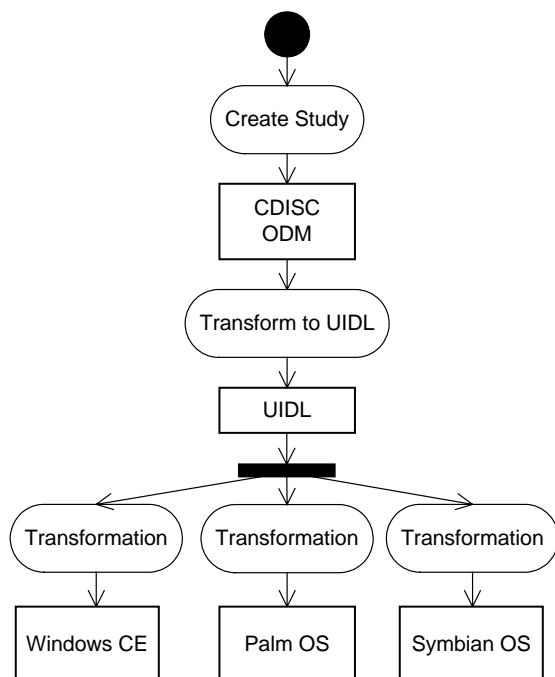 Create Study
CDISC
ODM
Transform to UIDL
UIDL
Transformation
Transformation
Transformation
Windows CE
Palm OS
Symbian OS